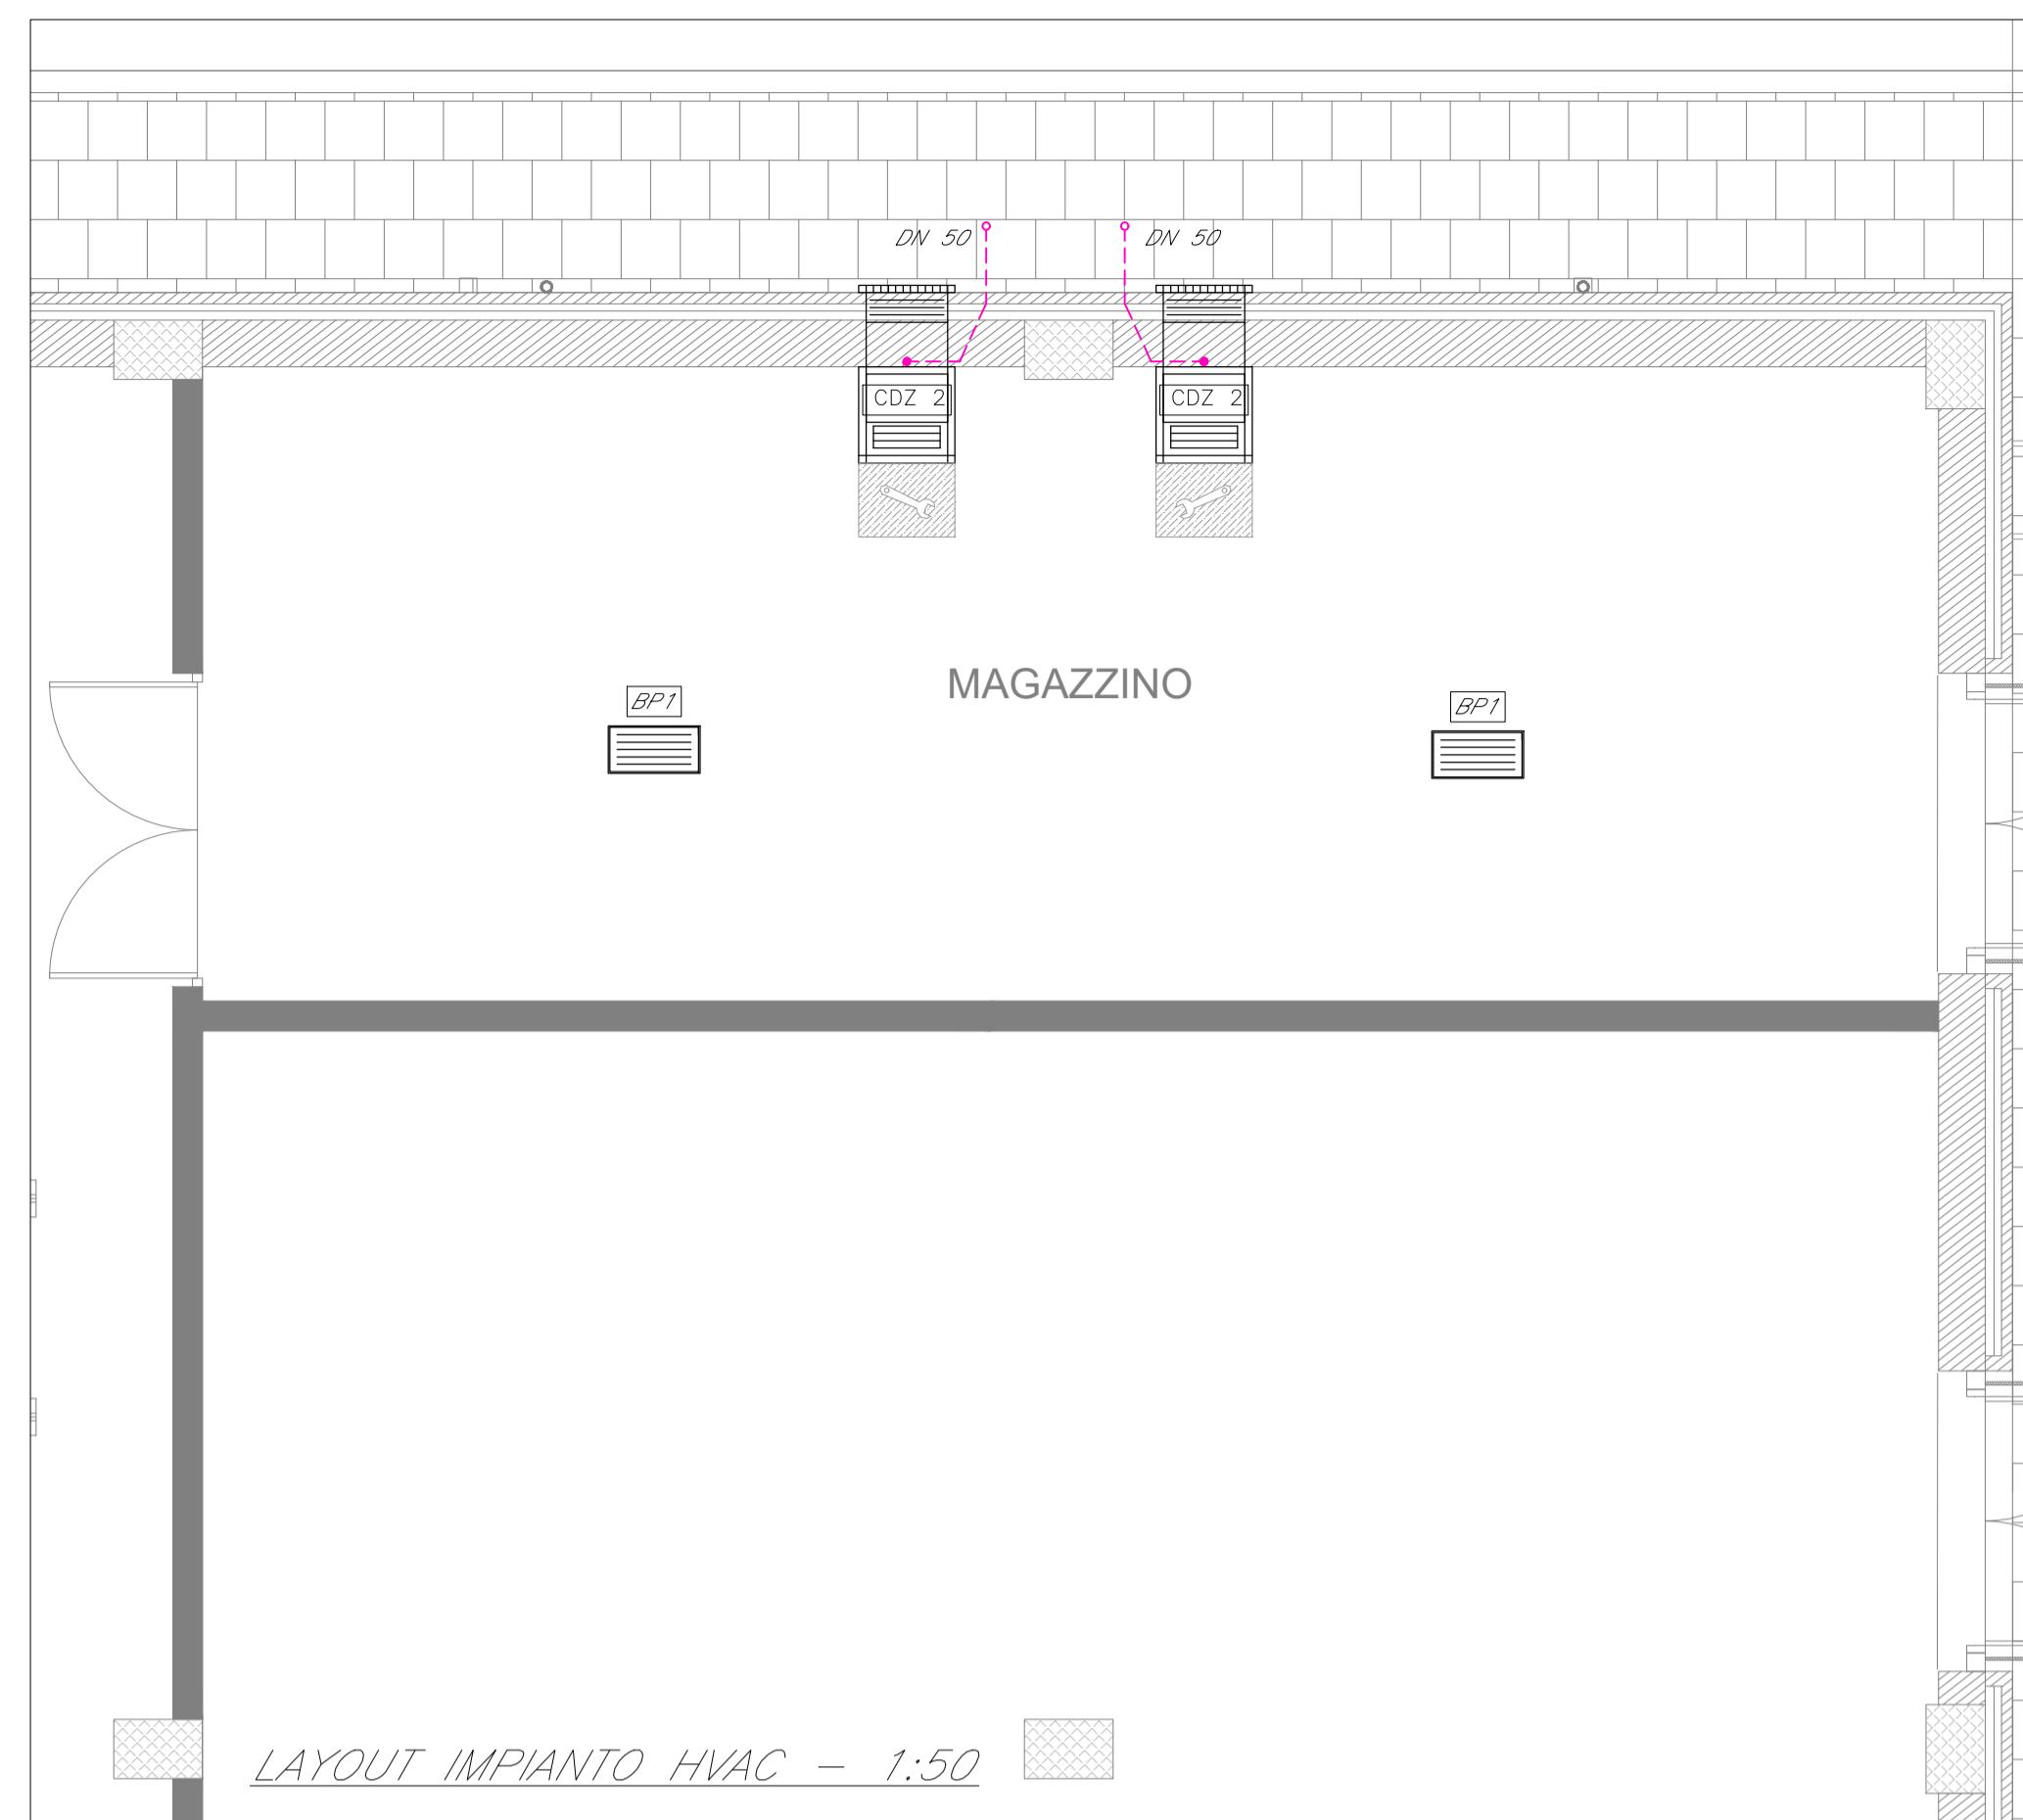 DN 50
DN 50
CDZ 2
CDZ 2
MAGAZZINO
BP1
BP1
LAYOUT IMPIANTO HVAC – 1:50